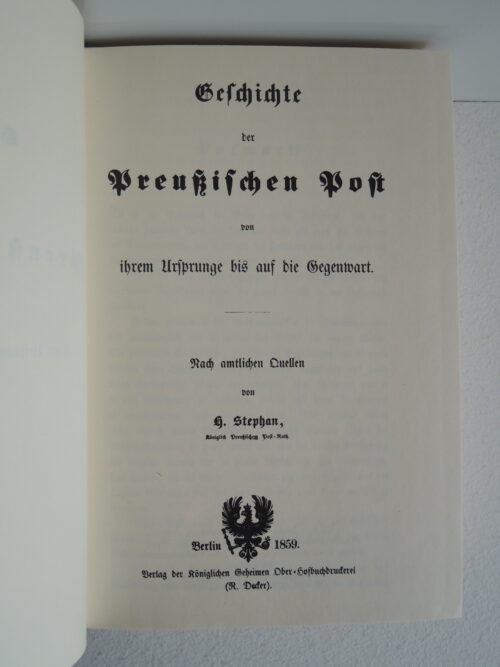 Geschichte
der
Preußischen Post
von
ihrem Ursprunge bis auf die Gegenwart.
Nach amtlichen Quellen
von
H. Stephan,
Königlich Preußischem Post-Rath.
Berlin 1859.
Verlag der Königlichen Geheimen Ober-Hofbuchdruckerei
(R. Decker).